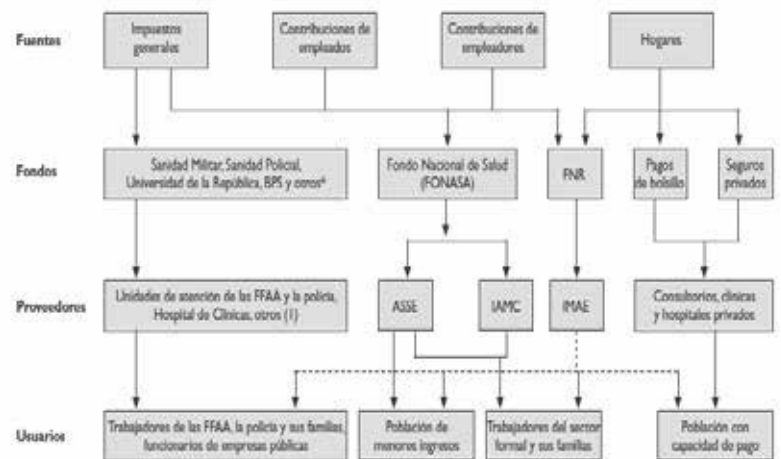 Fuentes
Impuestos
generales
Contribuciones de
empleados
Contribuciones de
empleadores
Hogares
Fondos
Sanidad Militar, Sanidad Policial,
Universidad de la República, BPS y otros*
Fondo Nacional de Salud
(FONASA)
FNR
Pagos
de bolsillo
Seguros
privados
Proveedores
Unidades de atención de las FFAA y la policía,
Hospital de Clínicas, otros (1)
ASSE
IAMC
IMAE
Consultorios, clínicas
y hospitales privados
Usuarios
Trabajadores de las FFAA, la policía y sus familias,
funcionarios de empresas públicas
Población de
menores ingresos
Trabajadores del sector
formal y sus familias
Población con
capacidad de pago